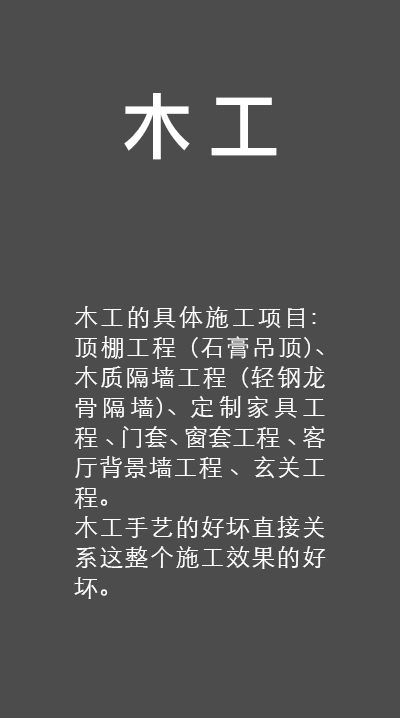 木工
木工的具体施工项目：
顶棚工程（石膏吊顶）、
木质隔墙工程（轻钢龙
骨隔墙）、定制家具工
程、门套、窗套工程、客
厅背景墙工程、玄关工
程。
木工手艺的好坏直接关
系这整个施工效果的好
坏。